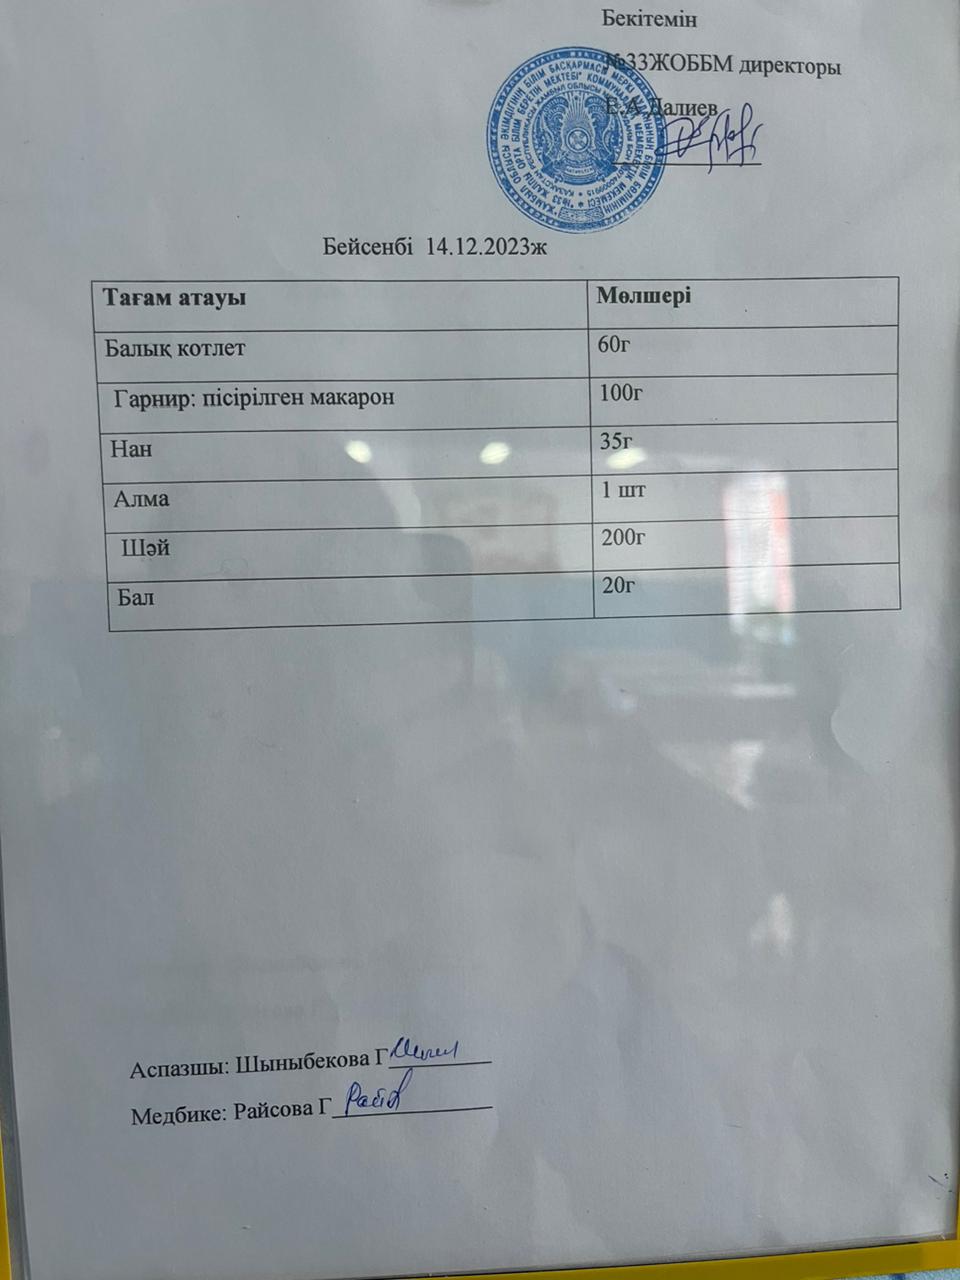 Бекітемін
№33ЖОББМ директоры
Е.А Далиев
Бейсенбі 14.12.2023ж
Тағам атауы Мөлшері
Балық котлет 60г
Гарнир: пісірілген макарон 100г
Нан 35г
Алма 1 шт
Шәй 200г
Бал 20г
Аспазшы: Шыныбекова Г
Медбике: Райсова Г